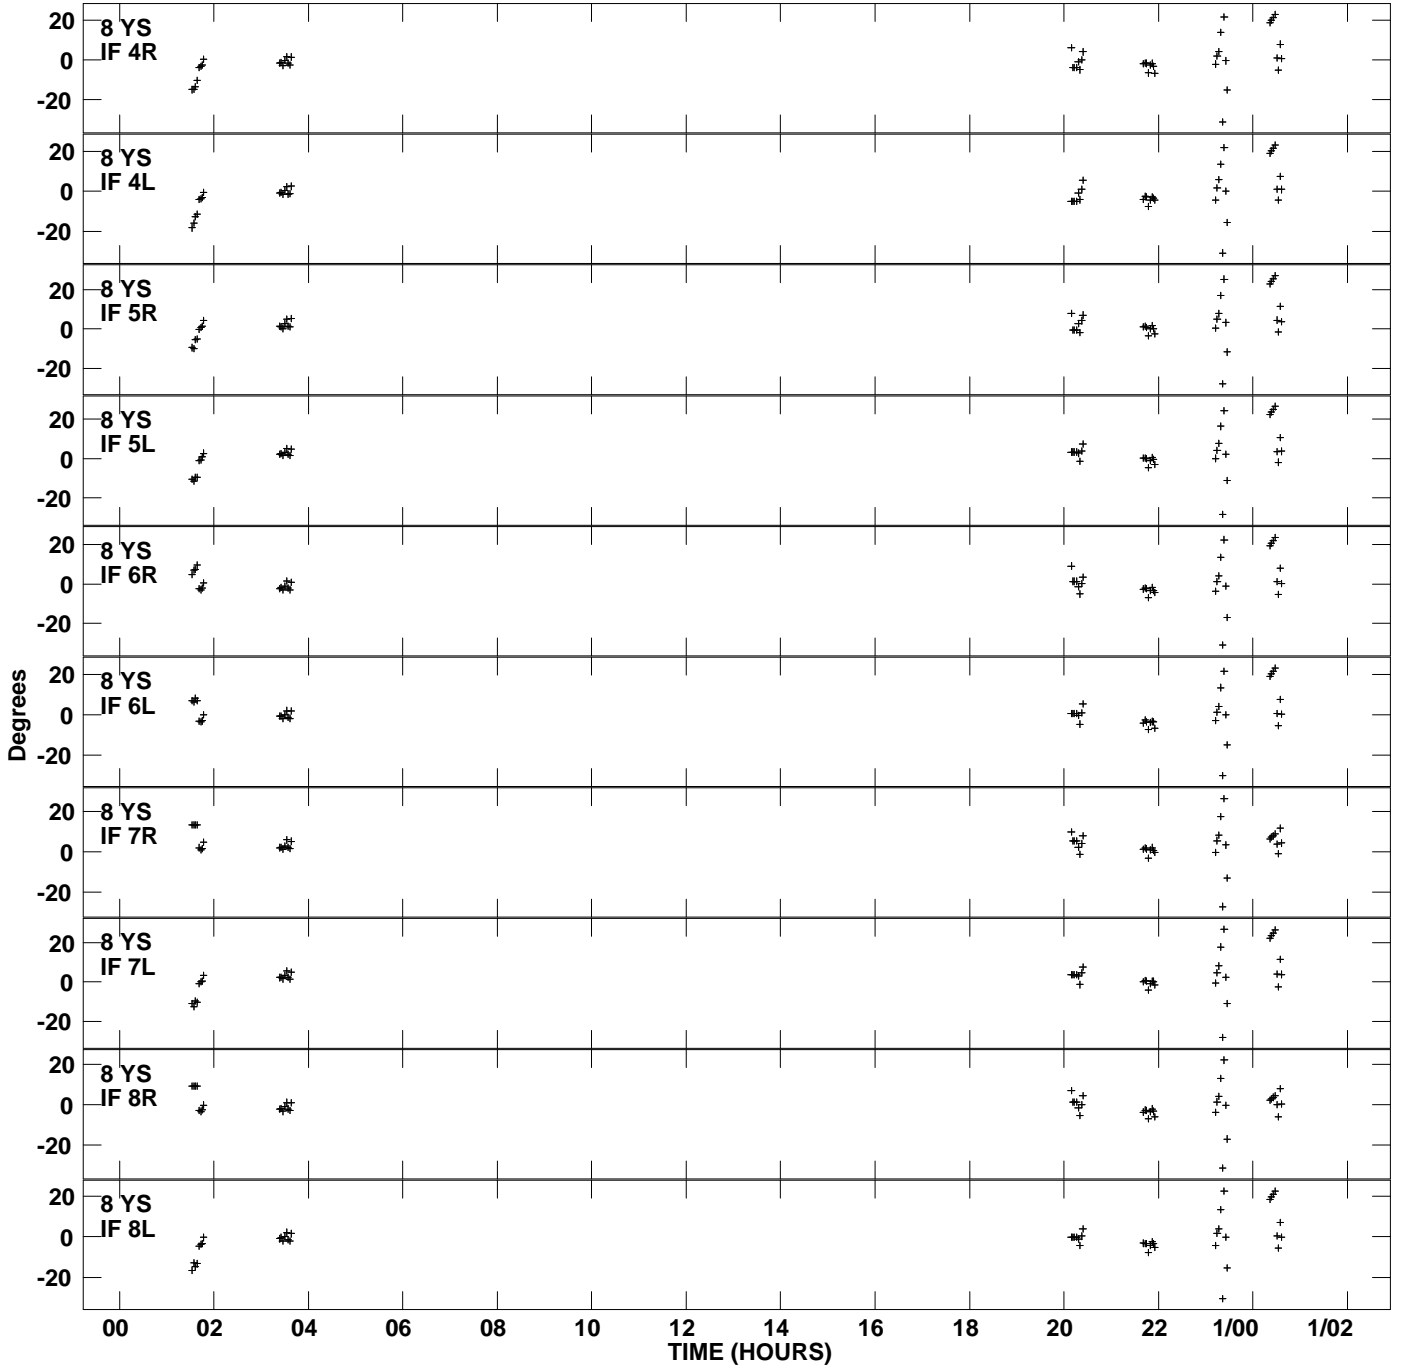 20
0
-20
8 YS
IF 4R
20
0
-20
8 YS
IF 4L
20
0
-20
8 YS
IF 5R
20
0
-20
8 YS
IF 5L
20
0
-20
8 YS
IF 6R
20
0
-20
8 YS
IF 6L
20
0
-20
8 YS
IF 7R
20
0
-20
8 YS
IF 7L
20
0
-20
8 YS
IF 8R
20
0
-20
8 YS
IF 8L
Degrees
00 02 04 06 08 10 12 14 16 18 20 22 1/00 1/02
TIME (HOURS)